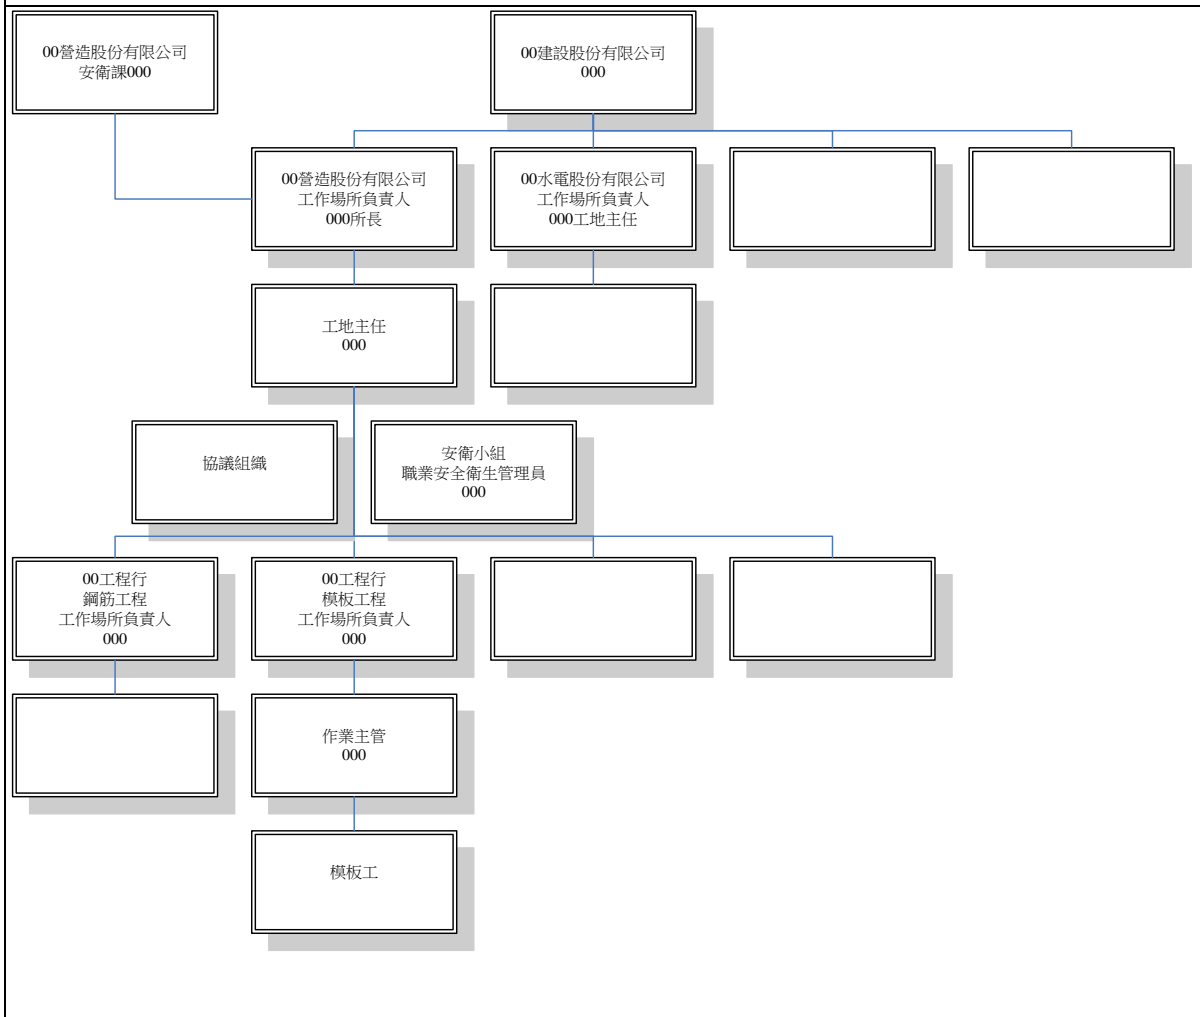 00營造股份有限公司
安衛課000
00建設股份有限公司
000
00營造股份有限公司
工作場所負責人
000所長
00水電股份有限公司
工作場所負責人
000工地主任
工地主任
000
協議組織
安衛小組
職業安全衛生管理員
000
00工程行
鋼筋工程
工作場所負責人
000
00工程行
模板工程
工作場所負責人
000
作業主管
000
模板工